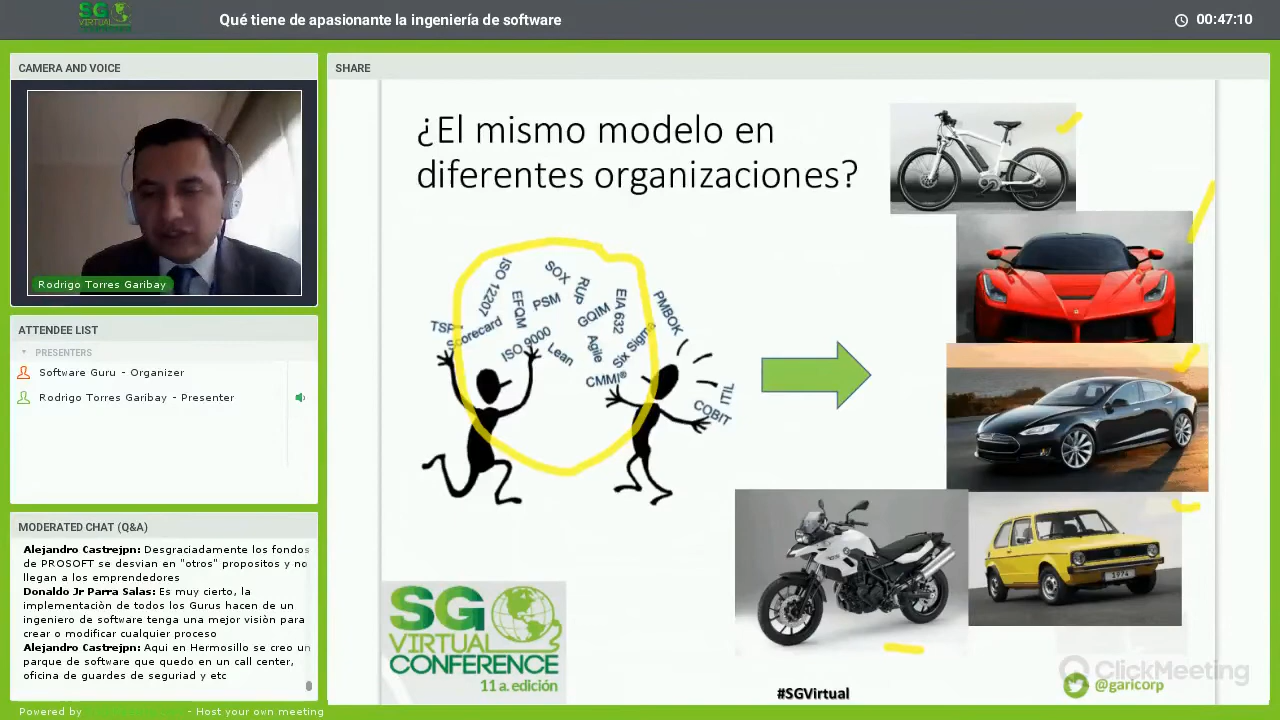 SG
VIRTUAL
CONFERENCE
Qué tiene de apasionante la ingeniería de software
00:47:10
CAMERA AND VOICE
Rodrigo Torres Garibay
ATTENDEE LIST
PRESENTERS
Software Guru - Organizer
Rodrigo Torres Garibay - Presenter
MODERATED CHAT (Q&A)
Alejandro Castrejpn: Desgraciadamente los fondos
de PROSOFT se desvian en "otros" propositos y no
llegan a los emprendedores
Donaldo Jr Parra Salas: Es muy cierto, la
implementaciòn de todos los Gurus hacen de un
ingeniero de software tenga una mejor visiòn para
crear o modificar cualquier proceso
Alejandro Castrejpn: Aqui en Hermosillo se creo un
parque de software que quedo en un call center,
oficina de guardes de seguriad y etc
Powered by
- Host your own meeting
SHARE
¿El mismo modelo en
diferentes organizaciones?
TSP
Scorecard
ISO 12207
EFQM
ISO 9000
SOX
PSM
Lean
RUP
GQIM
Agile
CMMI®
EIA 632
Six Sigma
PMBOK
COBIT
ITIL
1974
SG
VIRTUAL
CONFERENCE
11 a. edición
#SGVirtual
ClickMeeting
@garicorp